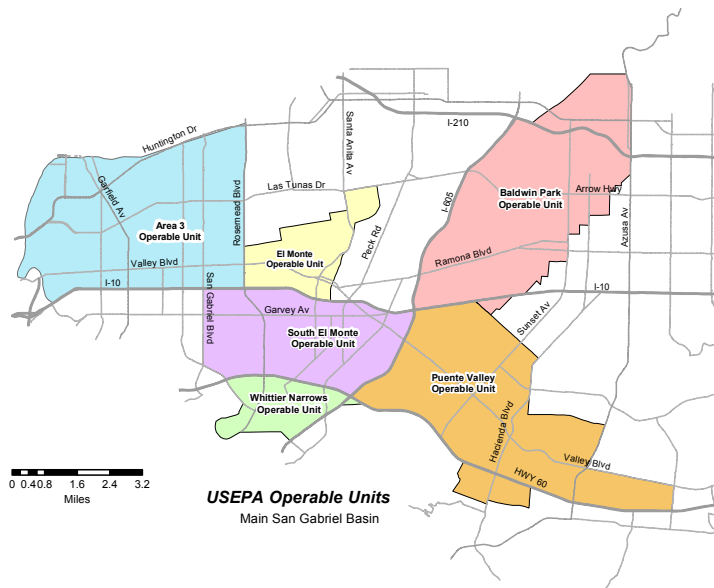 I-210
Huntington Dr
Santa Anita Av
Garfield Av
Las Tunas Dr
Rosemead Blvd
I-605
Baldwin Park
Operable Unit
Arrow Hwy
Azusa Av
Area 3
Operable Unit
Peck Rd
El Monte
Operable Unit
Ramona Blvd
Valley Blvd
I-10
San Gabriel Blvd
I-10
Garvey Av
Sunset Av
South El Monte
Operable Unit
Puente Valley
Operable Unit
Whittier Narrows
Operable Unit
Hacienda Blvd
Valley Blvd
HWY 60
0 0.4 0.8 1.6 2.4 3.2
Miles
USEPA Operable Units
Main San Gabriel Basin